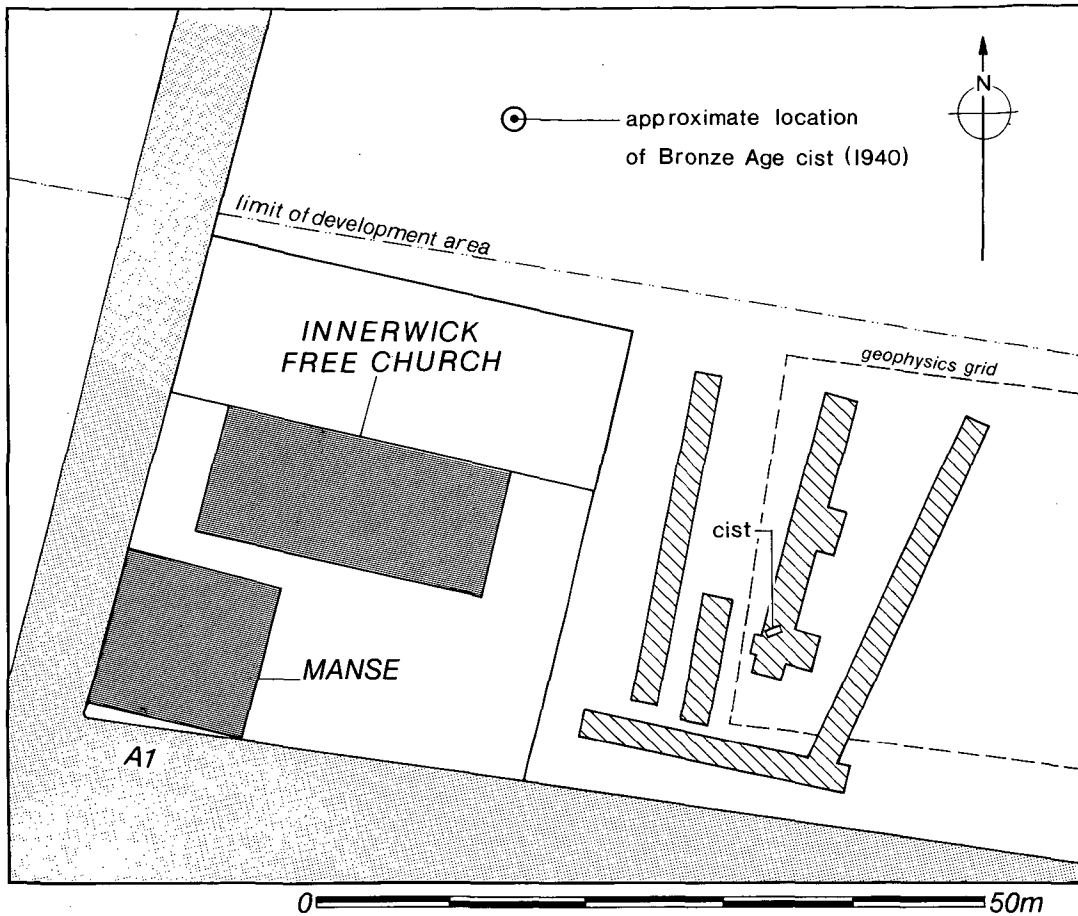 N
approximate location
of Bronze Age cist (1940)
limit of development area
INNERWICK
FREE CHURCH
geophysics grid
cist
MANSE
A1
0
50m